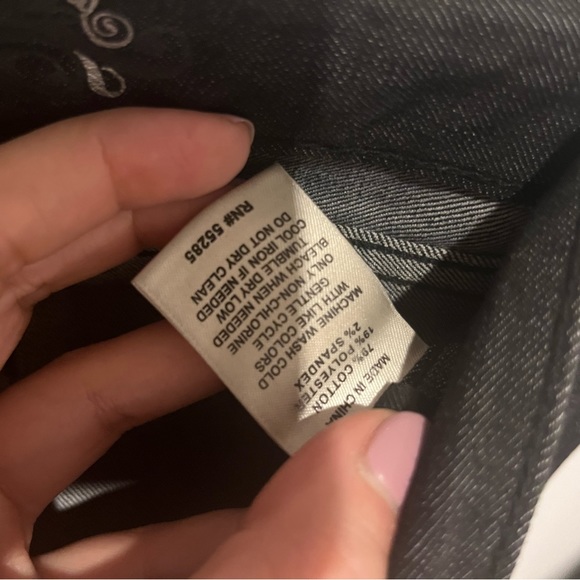 MADE IN CHINA
79% COTTON
19% POLYESTER
2% SPANDEX
MACHINE WASH COLD
WITH LIKE COLORS
GENTLE CYCLE
ONLY NON-CHLORINE
BLEACH WHEN NEEDED
TUMBLE DRY LOW
COOL IRON IF NEEDED
DO NOT DRY CLEAN
RN# 55285